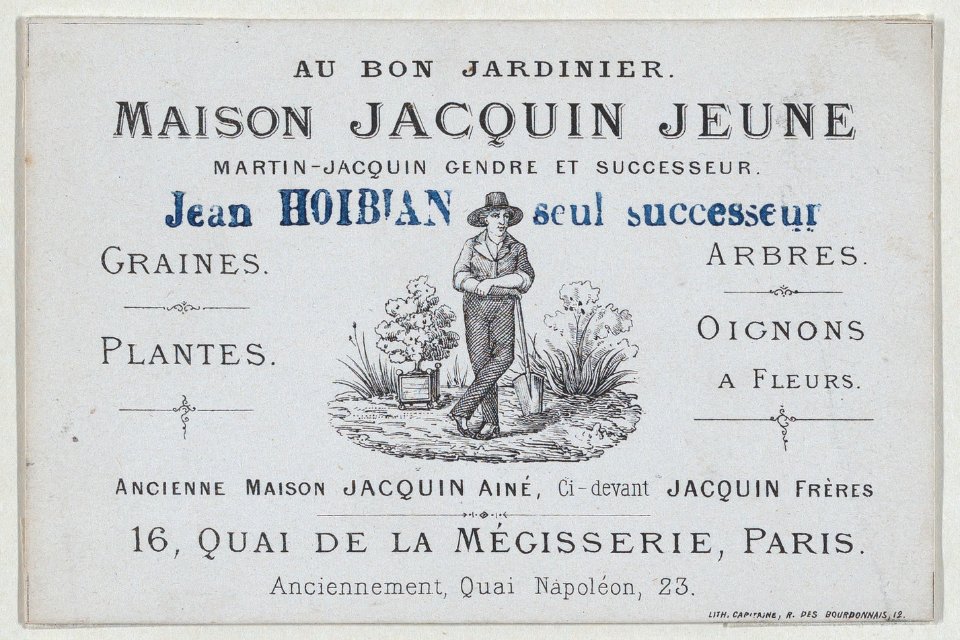 AU BON JARDINIER.
MAISON JACQUIN JEUNE
MARTIN-JACQUIN GENDRE ET SUCCESSEUR.
Jean HOIBIAN seul successeur
GRAINES.
PLANTES.
ARBRES.
OIGNONS
A FLEURS.
ANCIENNE MAISON JACQUIN AINÉ, Ci-devant JACQUIN FRÈRES
16, QUAI DE LA MÉGISSERIE, PARIS.
Anciennement, Quai Napoléon, 23.
LITH. CAPITAINE, R. DES BOURDONNAIS, 12.